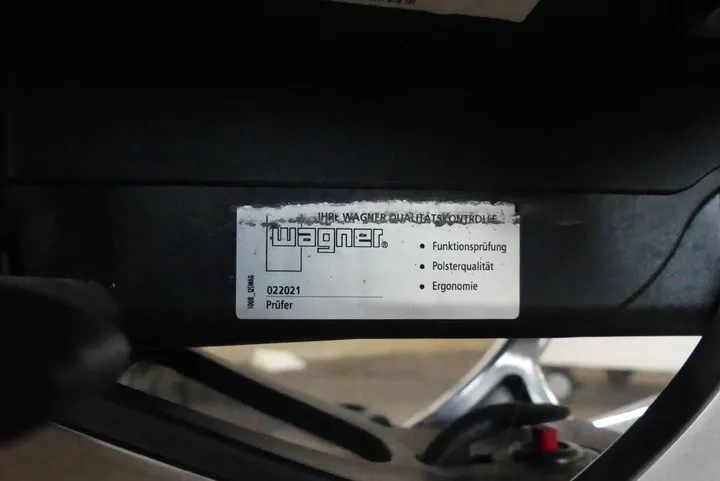 IHRE WAGNER QUALITÄTSKONTROLLE
wagner®
• Funktionsprüfung
• Polsterqualität
• Ergonomie
022021
Prüfer